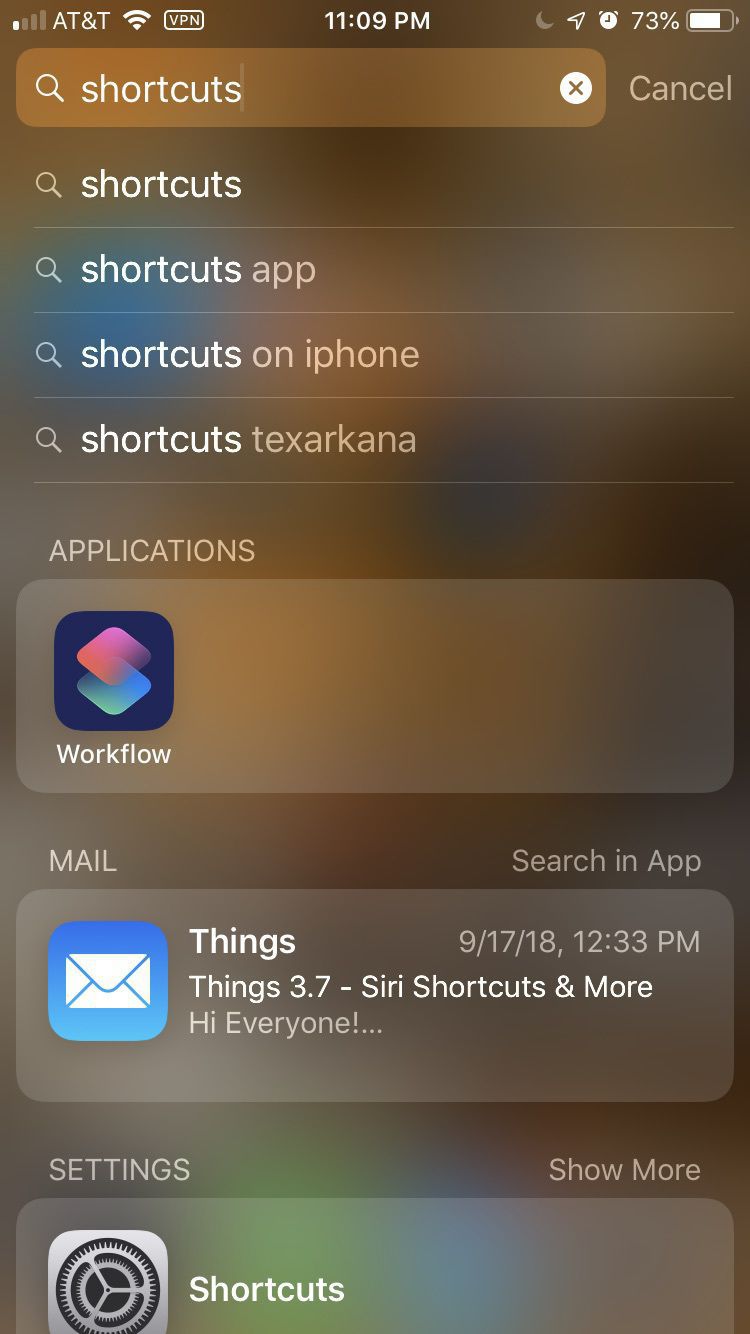 AT&T VPN 11:09 PM 73%
shortcuts Cancel
shortcuts
shortcuts app
shortcuts on iphone
shortcuts texarkana
APPLICATIONS
Workflow
MAIL Search in App
Things 9/17/18, 12:33 PM
Things 3.7 - Siri Shortcuts & More
Hi Everyone!...
SETTINGS Show More
Shortcuts